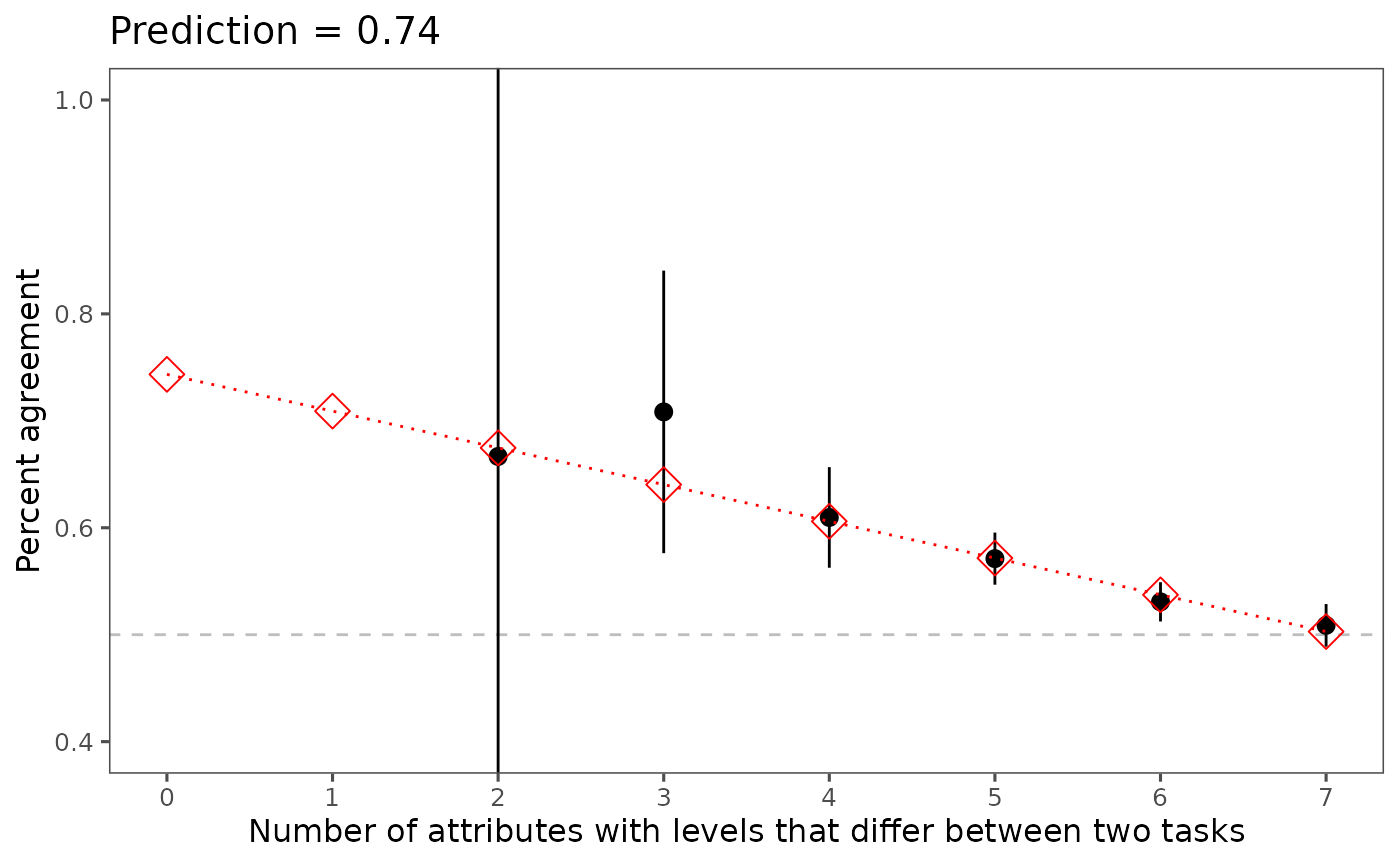 Prediction = 0.74
1.0
0.8
0.6
0.4
Percent agreement
0 1 2 3 4 5 6 7
Number of attributes with levels that differ between two tasks